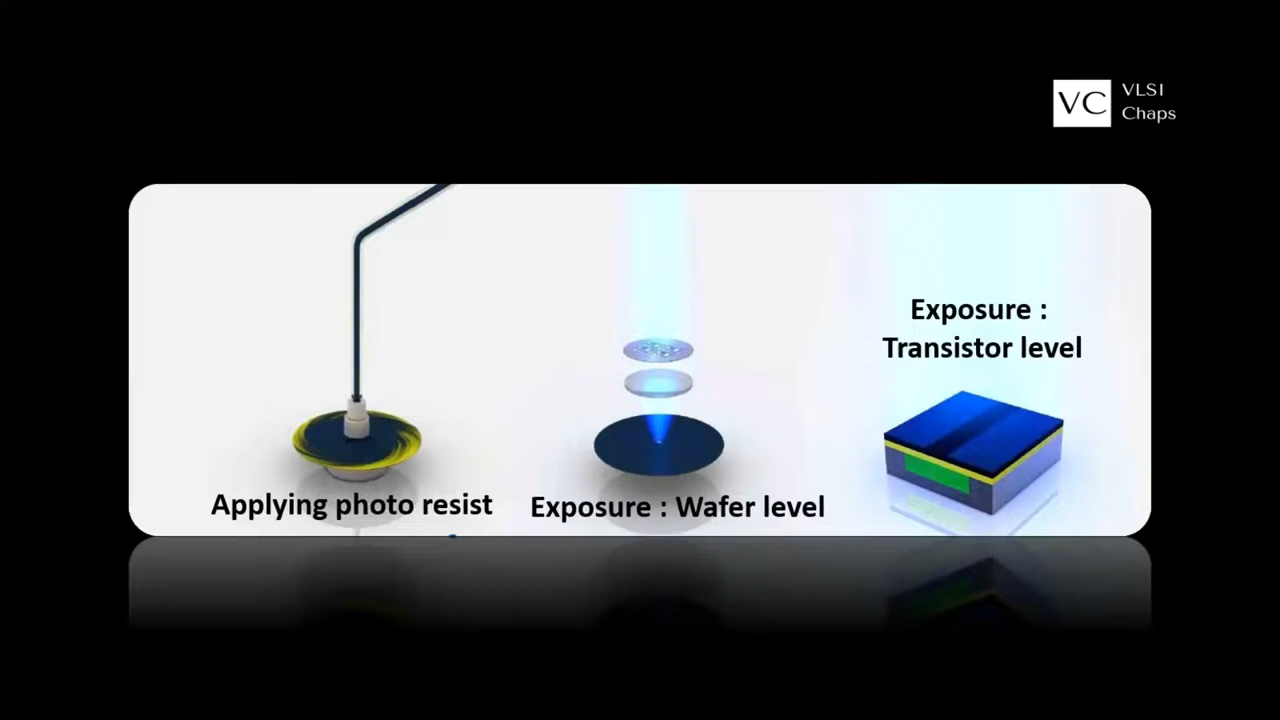 VC
VLSI
Chaps
Applying photo resist
Exposure : Wafer level
Exposure :
Transistor level